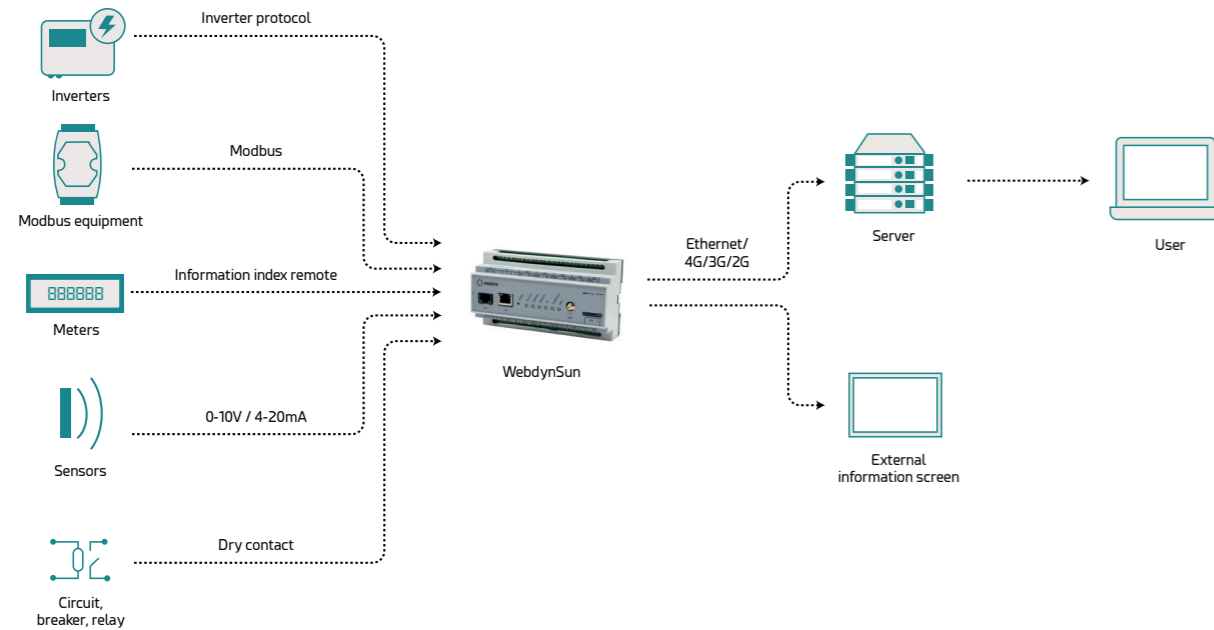 Inverter protocol
Inverters
Modbus
Modbus equipment
Information index remote
888888
Meters
0-10V / 4-20mA
Sensors
Dry contact
Circuit,
breaker, relay
WebdynSun
Ethernet/
4G/3G/2G
Server
User
External
information screen